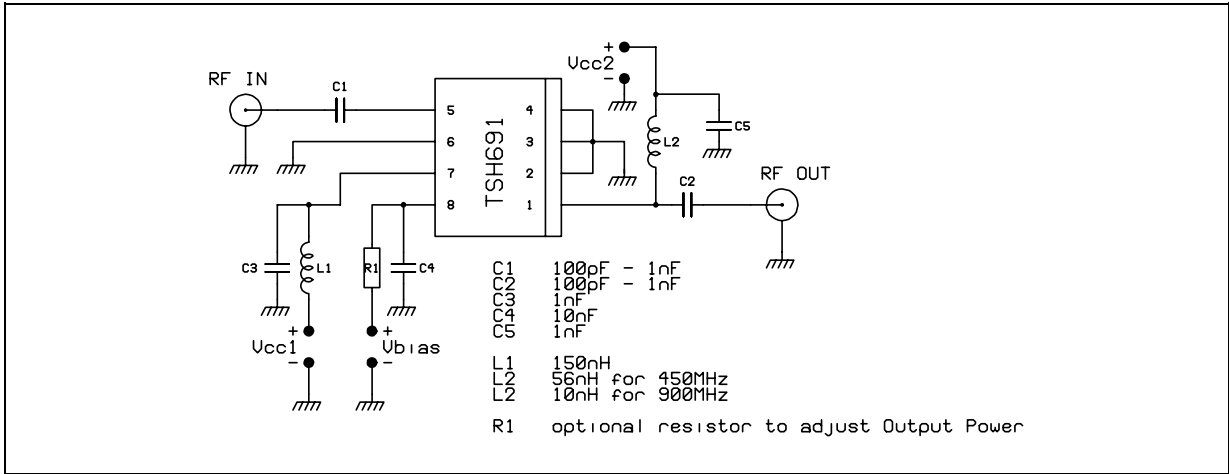 Vcc2
+
-
RF IN
C1
5 4
6 3
7 2
8 1
TSH691
L2
C5
C2
RF OUT
C3
L1
R1
C4
+
Vcc1
-
+
Vbias
-
C1 100pF - 1nF
C2 100pF - 1nF
C3 1nF
C4 10nF
C5 1nF
L1 150nH
L2 56nH for 450MHz
L2 10nH for 900MHz
R1 optional resistor to adjust Output Power